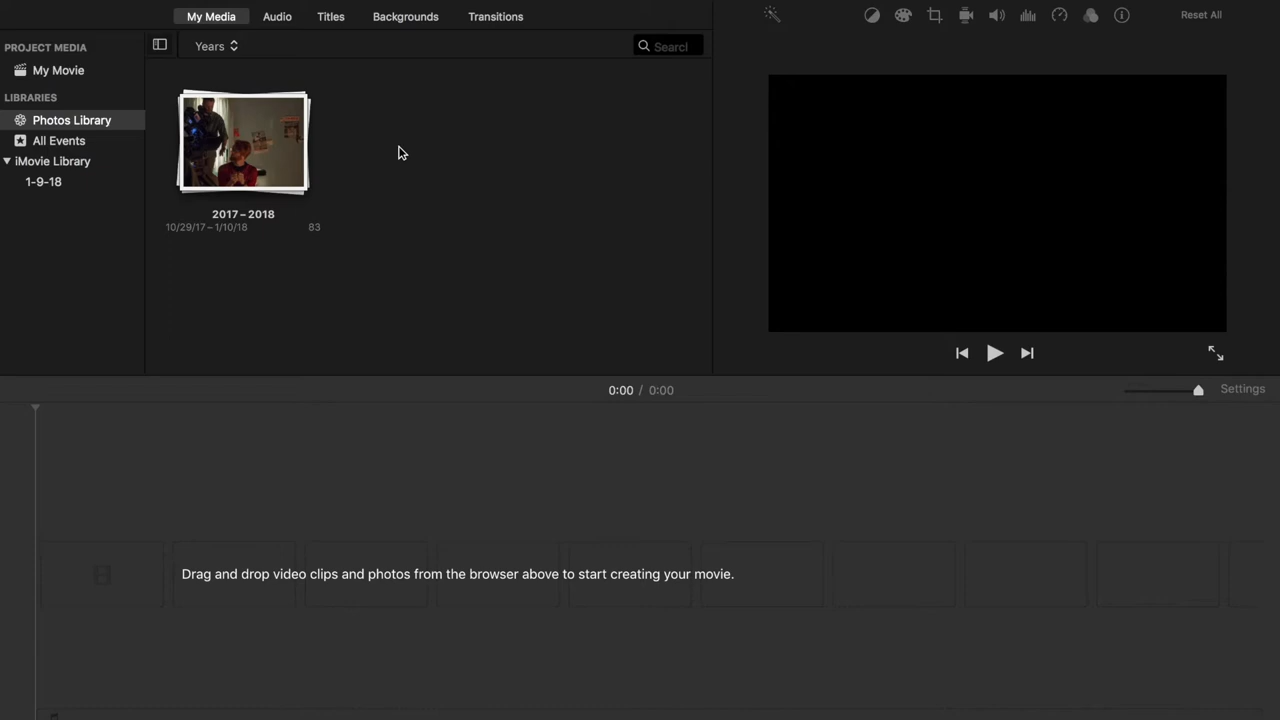 My Media
Audio
Titles
Backgrounds
Transitions
Reset All
PROJECT MEDIA
My Movie
LIBRARIES
Photos Library
All Events
iMovie Library
1-9-18
Years
Searcl
2017 – 2018
10/29/17 – 1/10/18 83
0:00 / 0:00
Settings
Drag and drop video clips and photos from the browser above to start creating your movie.